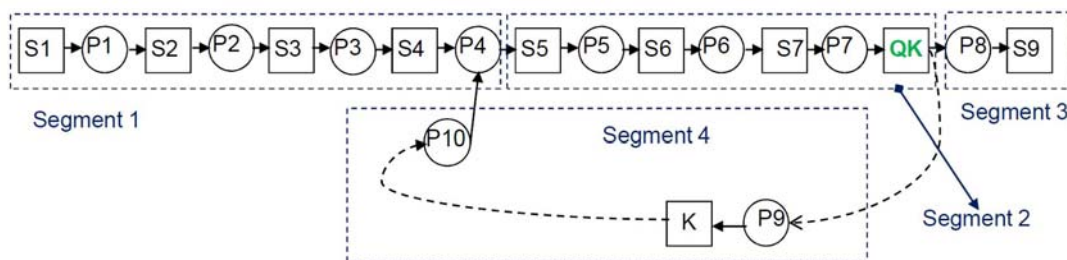 S1 P1 S2 P2 S3 P3 S4 P4 S5 P5 S6 P6 S7 P7 QK P8 S9
Segment 1
Segment 3
P10
Segment 4
K
P9
Segment 2